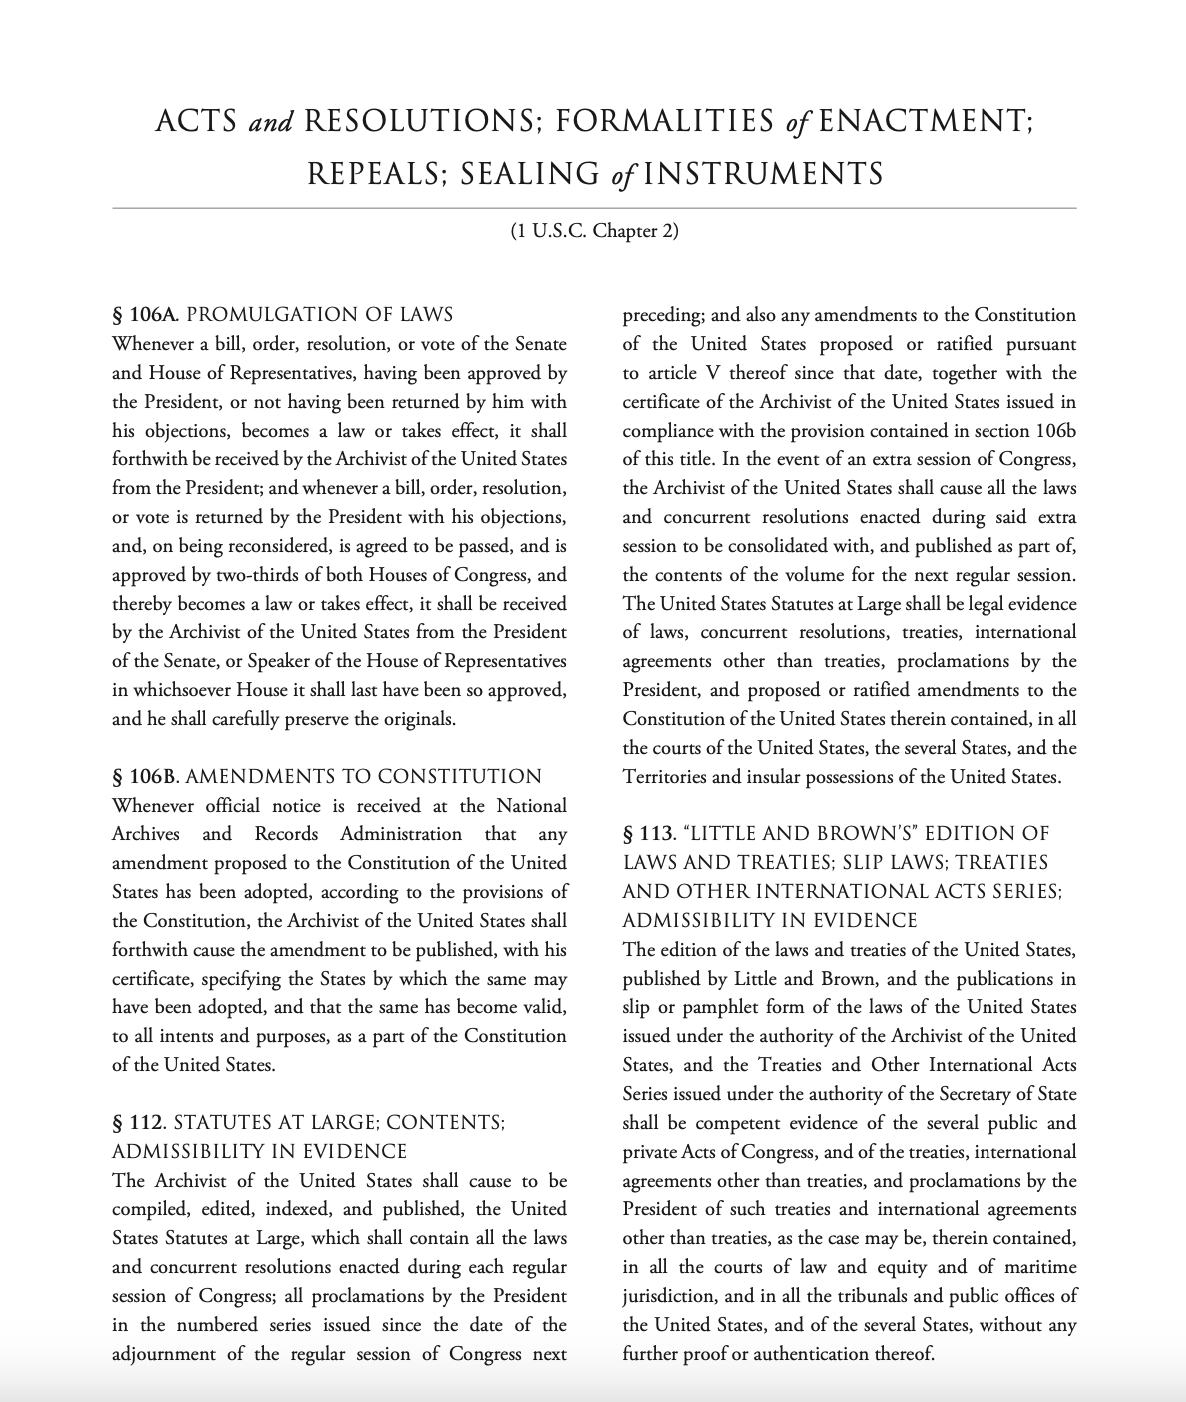 ACTS and RESOLUTIONS; FORMALITIES of ENACTMENT;
REPEALS; SEALING of INSTRUMENTS
(1 U.S.C. Chapter 2)
§ 106A. PROMULGATION OF LAWS
Whenever a bill, order, resolution, or vote of the Senate
and House of Representatives, having been approved by
the President, or not having been returned by him with
his objections, becomes a law or takes effect, it shall
forthwith be received by the Archivist of the United States
from the President; and whenever a bill, order, resolution,
or vote is returned by the President with his objections,
and, on being reconsidered, is agreed to be passed, and is
approved by two-thirds of both Houses of Congress, and
thereby becomes a law or takes effect, it shall be received
by the Archivist of the United States from the President
of the Senate, or Speaker of the House of Representatives
in whichsoever House it shall last have been so approved,
and he shall carefully preserve the originals.
§ 106B. AMENDMENTS TO CONSTITUTION
Whenever official notice is received at the National
Archives and Records Administration that any
amendment proposed to the Constitution of the United
States has been adopted, according to the provisions of
the Constitution, the Archivist of the United States shall
forthwith cause the amendment to be published, with his
certificate, specifying the States by which the same may
have been adopted, and that the same has become valid,
to all intents and purposes, as a part of the Constitution
of the United States.
§ 112. STATUTES AT LARGE; CONTENTS;
ADMISSIBILITY IN EVIDENCE
The Archivist of the United States shall cause to be
compiled, edited, indexed, and published, the United
States Statutes at Large, which shall contain all the laws
and concurrent resolutions enacted during each regular
session of Congress; all proclamations by the President
in the numbered series issued since the date of the
adjournment of the regular session of Congress next
preceding; and also any amendments to the Constitution
of the United States proposed or ratified pursuant
to article V thereof since that date, together with the
certificate of the Archivist of the United States issued in
compliance with the provision contained in section 106b
of this title. In the event of an extra session of Congress,
the Archivist of the United States shall cause all the laws
and concurrent resolutions enacted during said extra
session to be consolidated with, and published as part of,
the contents of the volume for the next regular session.
The United States Statutes at Large shall be legal evidence
of laws, concurrent resolutions, treaties, international
agreements other than treaties, proclamations by the
President, and proposed or ratified amendments to the
Constitution of the United States therein contained, in all
the courts of the United States, the several States, and the
Territories and insular possessions of the United States.
§ 113. “LITTLE AND BROWN’S” EDITION OF
LAWS AND TREATIES; SLIP LAWS; TREATIES
AND OTHER INTERNATIONAL ACTS SERIES;
ADMISSIBILITY IN EVIDENCE
The edition of the laws and treaties of the United States,
published by Little and Brown, and the publications in
slip or pamphlet form of the laws of the United States
issued under the authority of the Archivist of the United
States, and the Treaties and Other International Acts
Series issued under the authority of the Secretary of State
shall be competent evidence of the several public and
private Acts of Congress, and of the treaties, international
agreements other than treaties, and proclamations by the
President of such treaties and international agreements
other than treaties, as the case may be, therein contained,
in all the courts of law and equity and of maritime
jurisdiction, and in all the tribunals and public offices of
the United States, and of the several States, without any
further proof or authentication thereof.